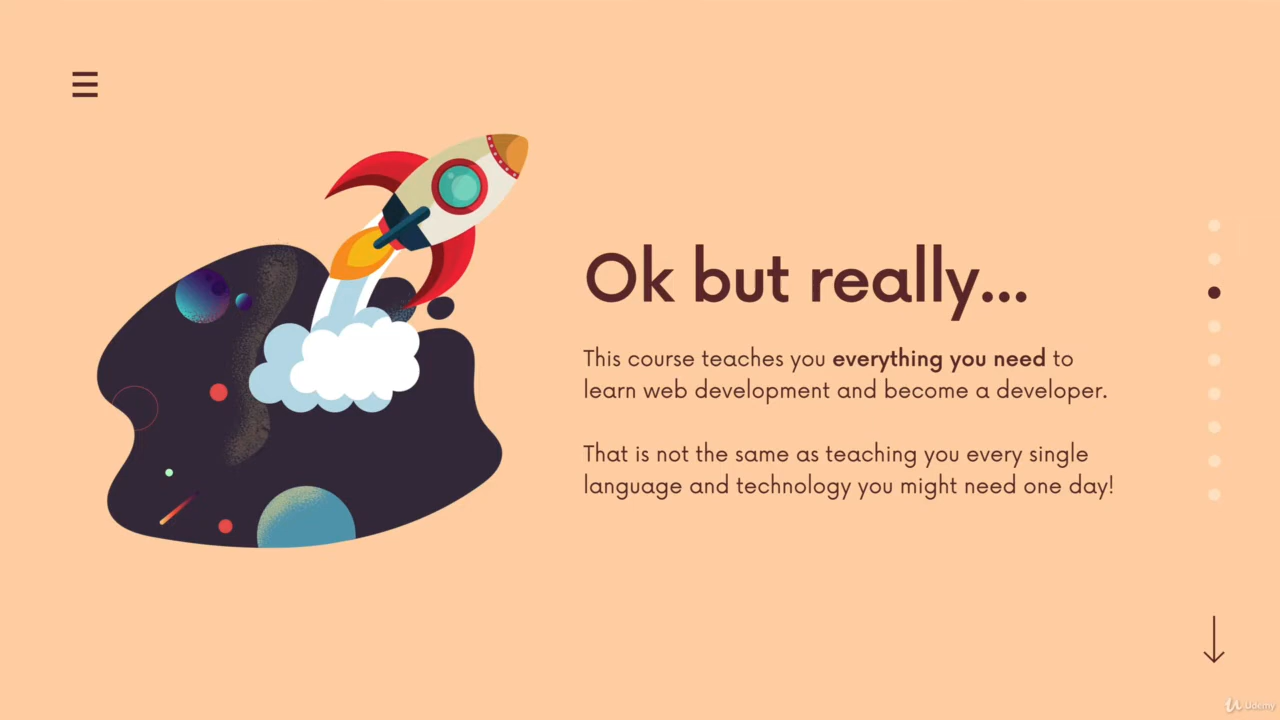 Ok but really...
This course teaches you everything you need to
learn web development and become a developer.
That is not the same as teaching you every single
language and technology you might need one day!
Udemy